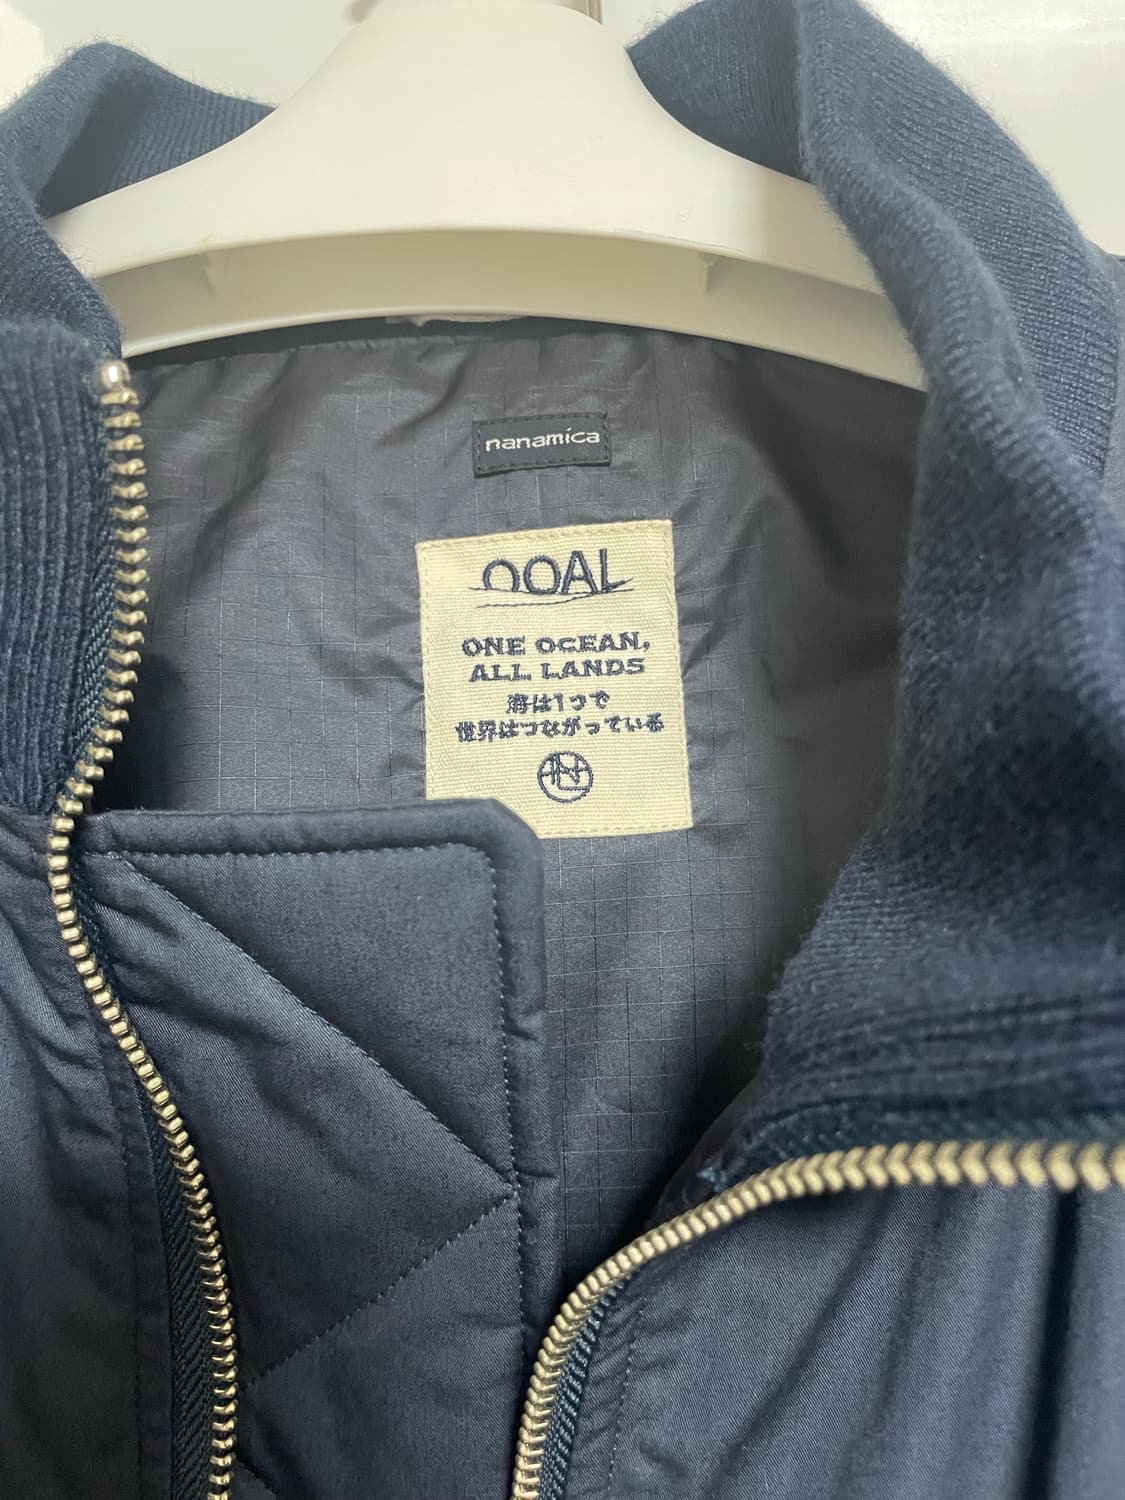 nanamica
OOAL
ONE OCEAN,
ALL LANDS
海は1つで
世界はつながっている